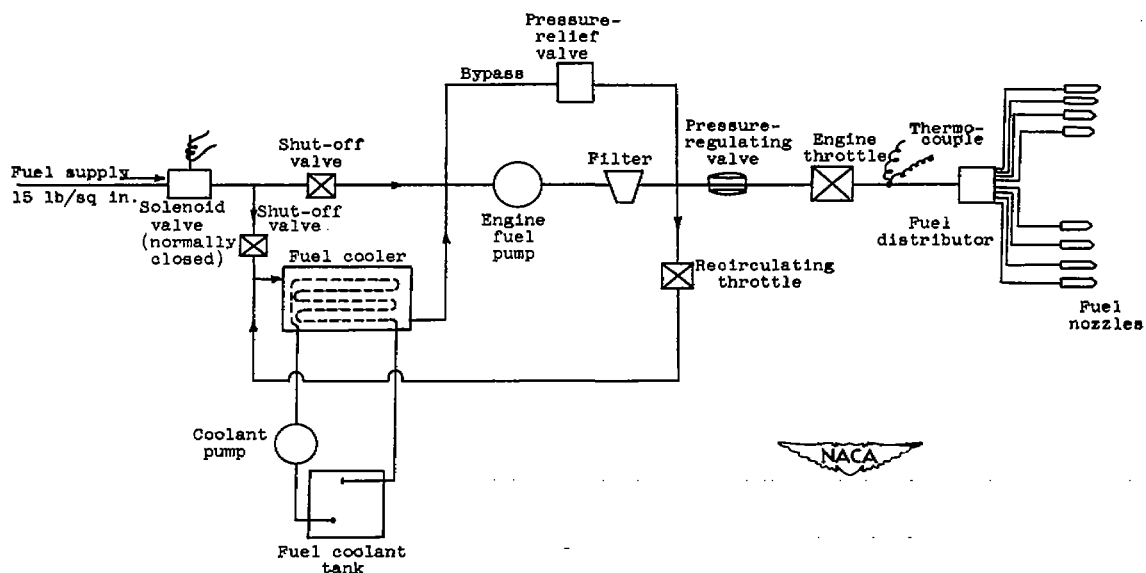 Pressure-
relief
valve
Bypass
Pressure-
regulating
valve
Engine
throttle
Thermo-
couple
Shut-off
valve
Filter
Fuel supply
15 lb/sq in.
Solenoid
valve
(normally
closed)
Shut-off
valve
Engine
fuel
pump
Fuel
distributor
Fuel cooler
Recirculating
throttle
Fuel
nozzles
Coolant
pump
NACA
Fuel coolant
tank